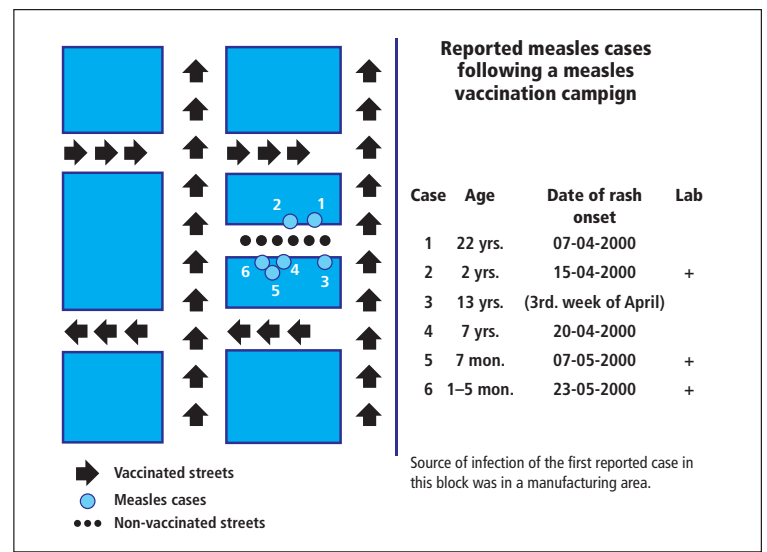 Reported measles cases
following a measles
vaccination campign
2 1
6 5 4 3
Case Age Date of rash onset Lab
1 22 yrs. 07-04-2000
2 2 yrs. 15-04-2000 +
3 13 yrs. (3rd. week of April)
4 7 yrs. 20-04-2000
5 7 mon. 07-05-2000 +
6 1–5 mon. 23-05-2000 +
Source of infection of the first reported case in
this block was in a manufacturing area.
Vaccinated streets
Measles cases
Non-vaccinated streets